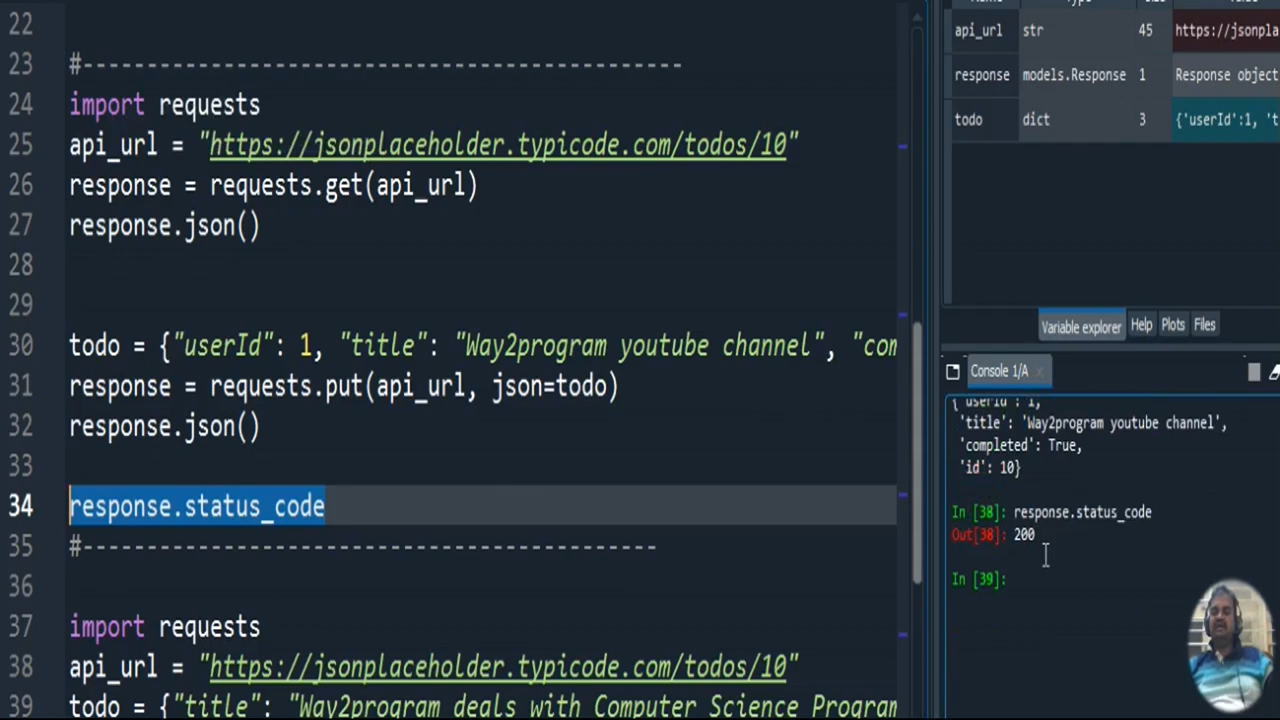 22
23 #---------------------------------------------------
24 import requests
25 api_url = "https://jsonplaceholder.typicode.com/todos/10"
26 response = requests.get(api_url)
27 response.json()
28
29
30 todo = {"userId": 1, "title": "Way2program youtube channel", "com
31 response = requests.put(api_url, json=todo)
32 response.json()
33
34 response.status_code
35 #-------------------------------------------------
36
37 import requests
38 api_url = "https://jsonplaceholder.typicode.com/todos/10"
39 todo = {"title": "Way2program deals with Computer Science Program
Type
api_url str 45 https://jsonpla
response models.Response 1 Response object
todo dict 3 {'userId':1, 't
Variable explorer Help Plots Files
Console 1/A
{'userId': 1,
'title': 'Way2program youtube channel',
'completed': True,
'id': 10}
In [38]: response.status_code
Out[38]: 200
In [39]: